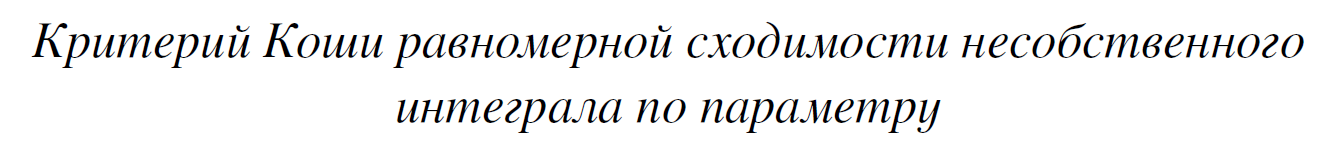 Критерий Коши равномерной сходимости несобственного
интеграла по параметру